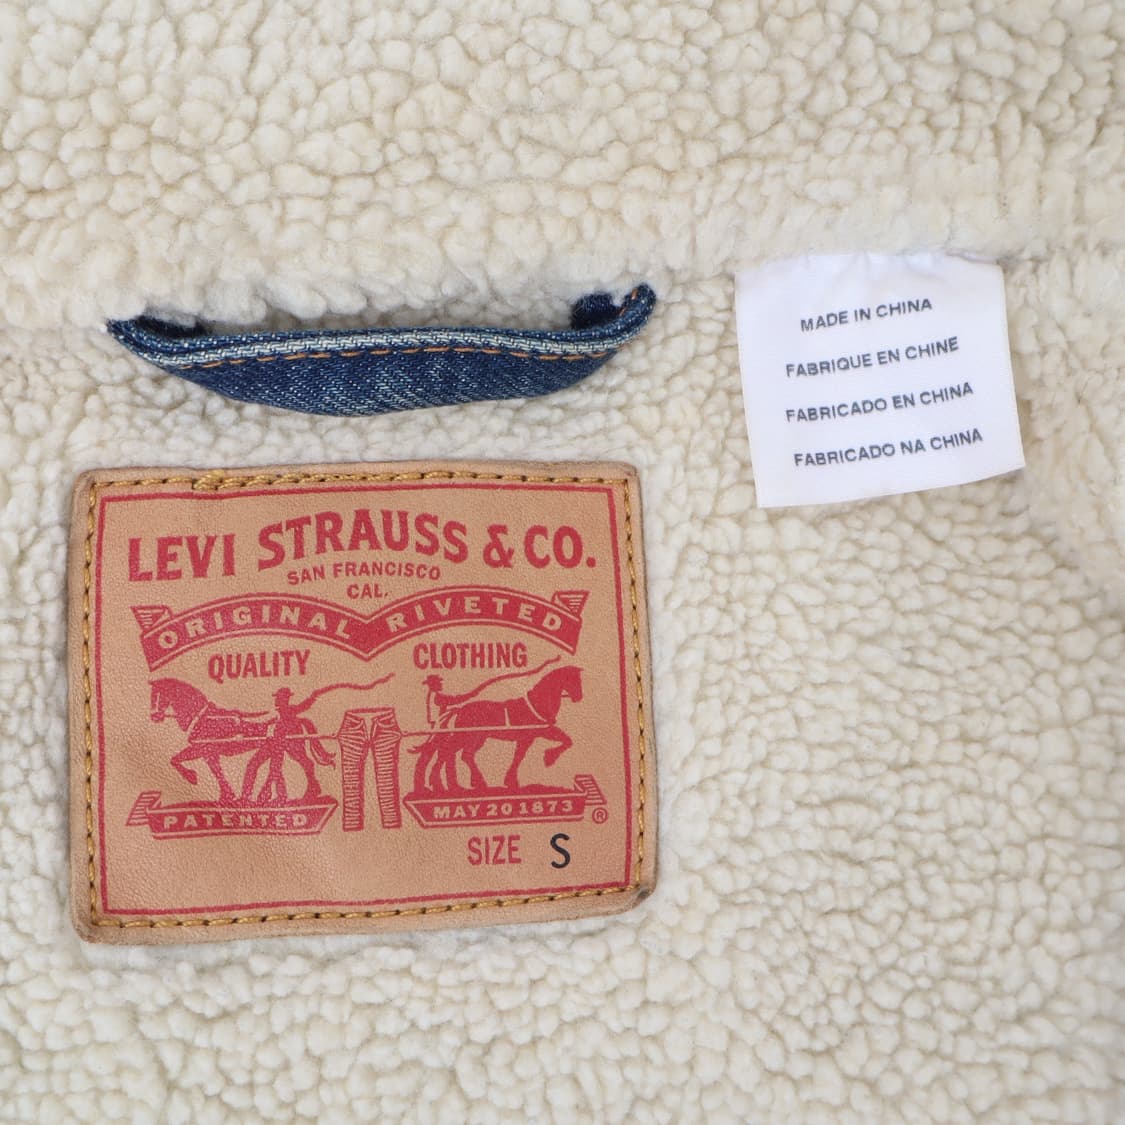 MADE IN CHINA
FABRIQUE EN CHINE
FABRICADO EN CHINA
FABRICADO NA CHINA
LEVI STRAUSS & CO.
SAN FRANCISCO
CAL.
ORIGINAL RIVETED
QUALITY CLOTHING
PATENTED MAY 20 1873 ®
SIZE S